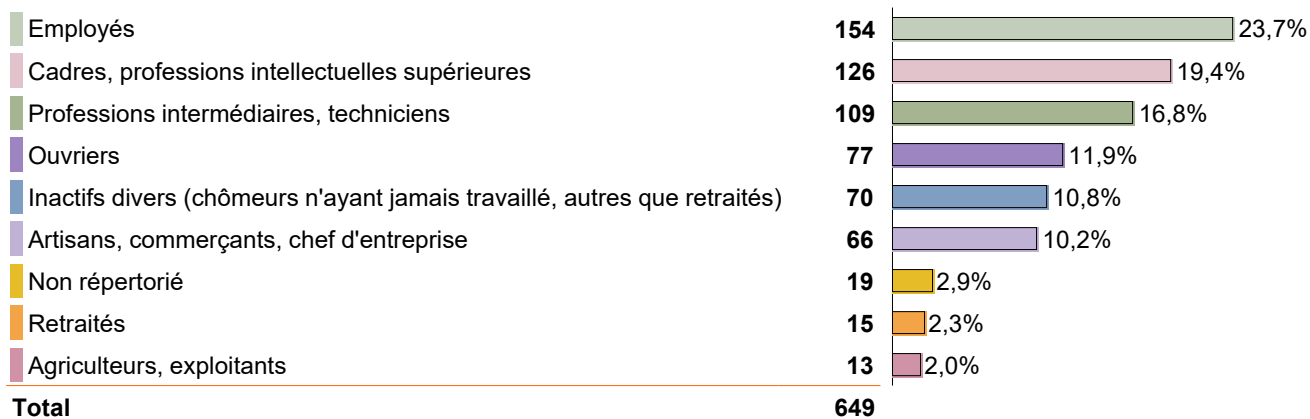 Employés 154 23,7%
Cadres, professions intellectuelles supérieures 126 19,4%
Professions intermédiaires, techniciens 109 16,8%
Ouvriers 77 11,9%
Inactifs divers (chômeurs n'ayant jamais travaillé, autres que retraités) 70 10,8%
Artisans, commerçants, chef d'entreprise 66 10,2%
Non répertorié 19 2,9%
Retraités 15 2,3%
Agriculteurs, exploitants 13 2,0%
Total 649